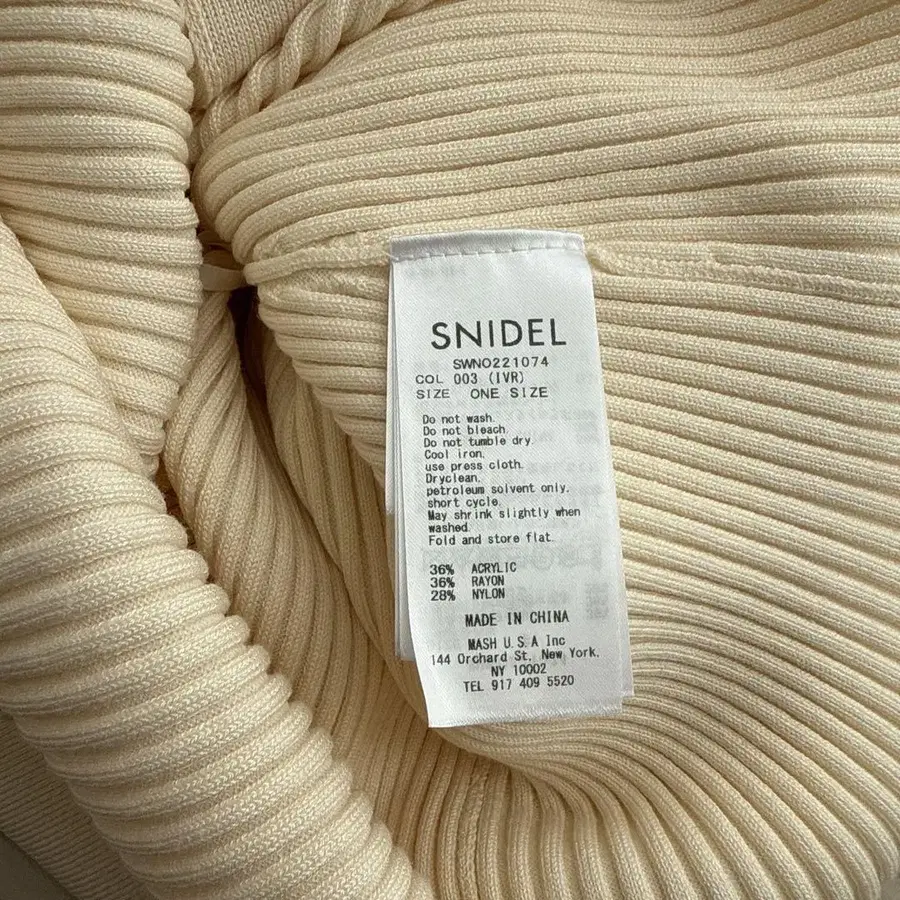 SNIDEL
SWNO221074
COL 003 (IVR)
SIZE ONE SIZE
Do not wash.
Do not bleach.
Do not tumble dry.
Cool iron.
use press cloth.
Dryclean.
petroleum solvent only.
short cycle.
May shrink slightly when
washed.
Fold and store flat.
36% ACRYLIC
36% RAYON
28% NYLON
MADE IN CHINA
MASH U.S.A Inc
144 Orchard St, New York,
NY 10002
TEL 917 409 5520